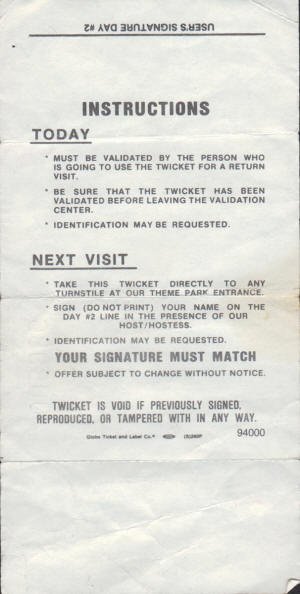 USER'S SIGNATURE DAY #2
INSTRUCTIONS
TODAY
* MUST BE VALIDATED BY THE PERSON WHO
IS GOING TO USE THE TWICKET FOR A RETURN
VISIT.
* BE SURE THAT THE TWICKET HAS BEEN
VALIDATED BEFORE LEAVING THE VALIDATION
CENTER.
* IDENTIFICATION MAY BE REQUESTED.
NEXT VISIT
* TAKE THIS TWICKET DIRECTLY TO ANY
TURNSTILE AT OUR THEME PARK ENTRANCE.
* SIGN (DO NOT PRINT) YOUR NAME ON THE
DAY #2 LINE IN THE PRESENCE OF OUR
HOST/HOSTESS.
* IDENTIFICATION MAY BE REQUESTED.
YOUR SIGNATURE MUST MATCH
* OFFER SUBJECT TO CHANGE WITHOUT NOTICE.
TWICKET IS VOID IF PREVIOUSLY SIGNED,
REPRODUCED, OR TAMPERED WITH IN ANY WAY.
Globe Ticket and Label Co.
94000